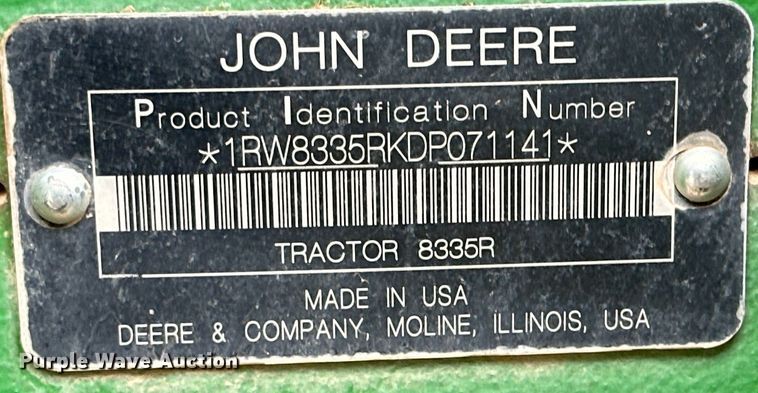 JOHN DEERE
Product Identification Number
*1RW8335RKDP071141*
TRACTOR 8335R
MADE IN USA
DEERE & COMPANY, MOLINE, ILLINOIS, USA
Purple Wave Auction